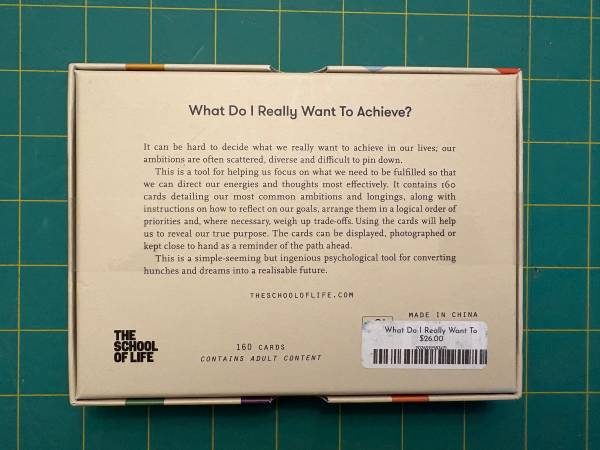 What Do I Really Want To Achieve?
It can be hard to decide what we really want to achieve in our lives; our
ambitions are often scattered, diverse and difficult to pin down.
This is a tool for helping us focus on what we need to be fulfilled so that
we can direct our energies and thoughts most effectively. It contains 160
cards detailing our most common ambitions and longings, along with
instructions on how to reflect on our goals, arrange them in a logical order of
priorities and, where necessary, weigh up trade-offs. Using the cards will help
us to reveal our true purpose. The cards can be displayed, photographed or
kept close to hand as a reminder of the path ahead.
This is a simple-seeming but ingenious psychological tool for converting
hunches and dreams into a realisable future.
THESCHOOLOFLIFE.COM
MADE IN CHINA
THE
SCHOOL
OF LIFE
160 CARDS
CONTAINS ADULT CONTENT
What Do I Really Want To
$26.00